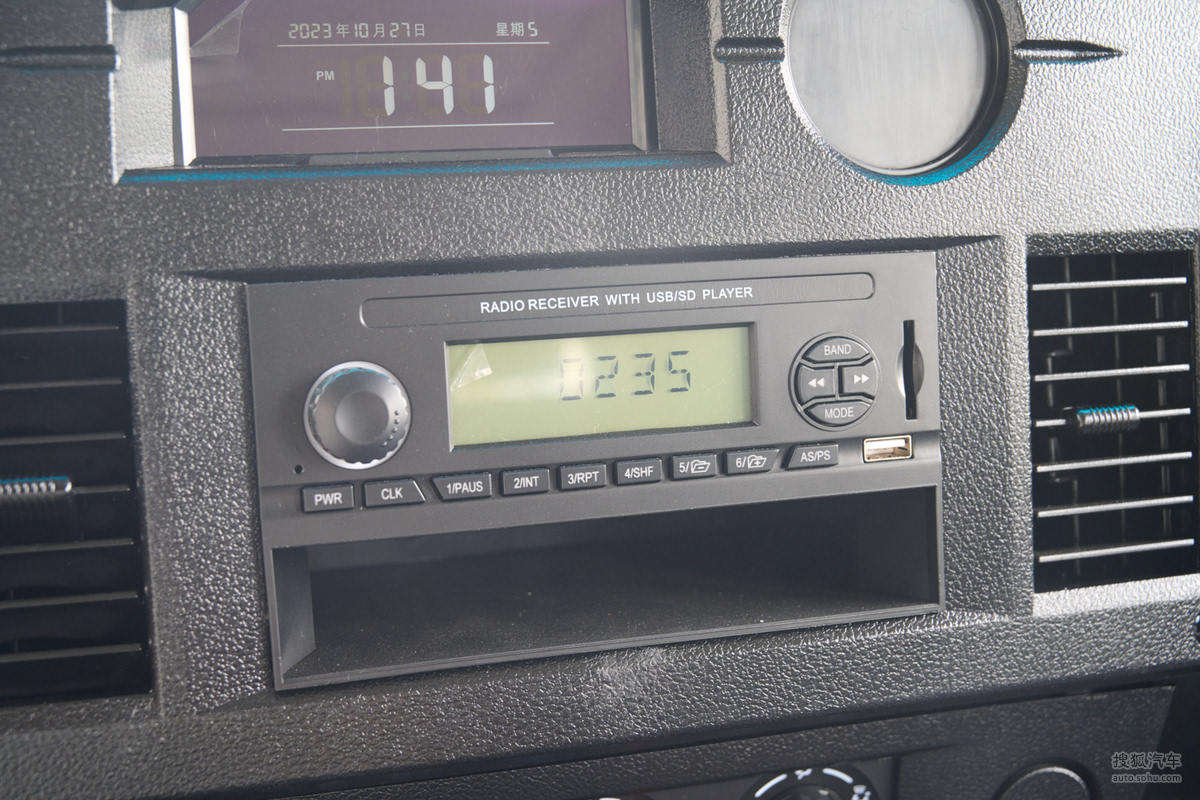 2023年10月27日 星期5
PM 1 41
RADIO RECEIVER WITH USB/SD PLAYER
0235
BAND
MODE
PWR CLK 1/PAUS 2/INT 3/RPT 4/SHF 5/ 6/ AS/PS
搜狐汽车
auto.sohu.com